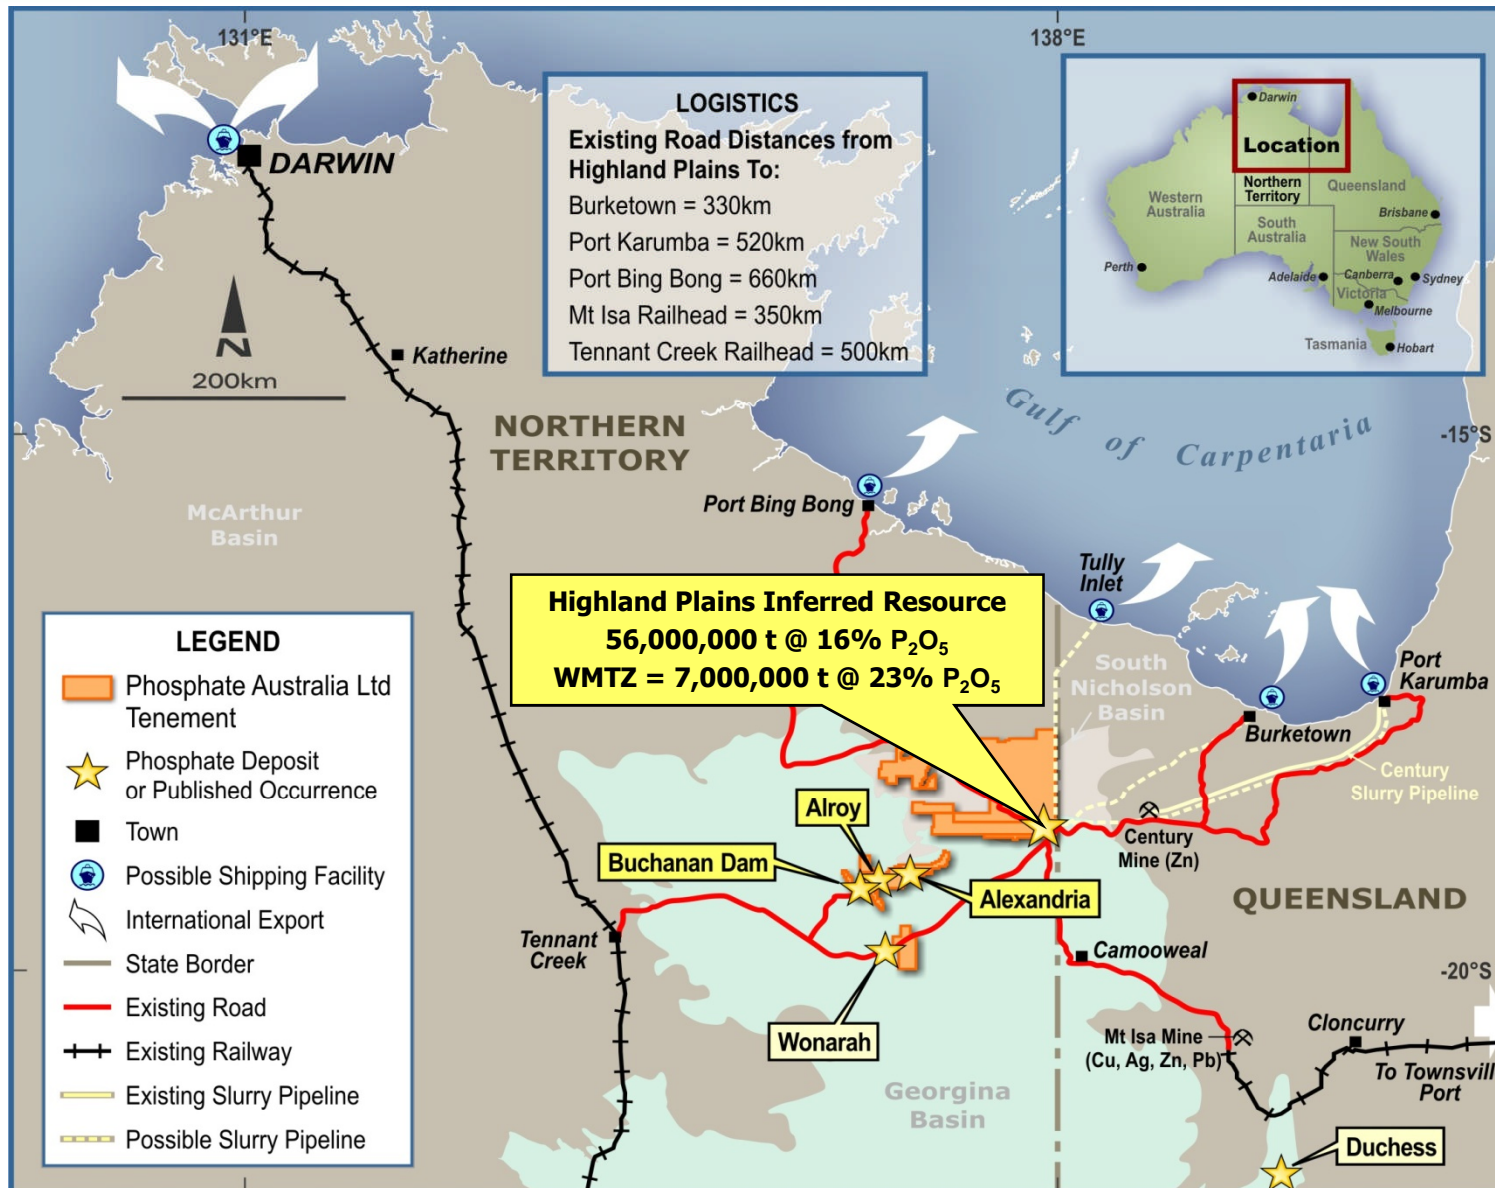 131°E
138°E
DARWIN
LOGISTICS
Existing Road Distances from
Highland Plains To:
Burketown = 330km
Port Karumba = 520km
Port Bing Bong = 660km
Mt Isa Railhead = 350km
Tennant Creek Railhead = 500km
Darwin
Location
Western
Australia
Northern
Territory
Queensland
South
Australia
Brisbane
New South
Wales
Perth
Adelaide
Canberra
Sydney
Victoria
Melbourne
Tasmania
Hobart
N
200km
Katherine
NORTHERN
TERRITORY
Gulf of Carpentaria
-15°S
McArthur
Basin
Port Bing Bong
Tully
Inlet
Highland Plains Inferred Resource
56,000,000 t @ 16% P₂O₅
WMTZ = 7,000,000 t @ 23% P₂O₅
South
Nicholson
Basin
Port
Karumba
Burketown
Century
Slurry Pipeline
LEGEND
Phosphate Australia Ltd
Tenement
Phosphate Deposit
or Published Occurrence
Town
Possible Shipping Facility
International Export
State Border
Existing Road
Existing Railway
Existing Slurry Pipeline
Possible Slurry Pipeline
Alroy
Buchanan Dam
Alexandria
Century
Mine (Zn)
QUEENSLAND
Tennant
Creek
Camooweal
-20°S
Wonarah
Mt Isa Mine
(Cu, Ag, Zn, Pb)
Cloncurry
To Townsvill
Port
Georgina
Basin
Duchess